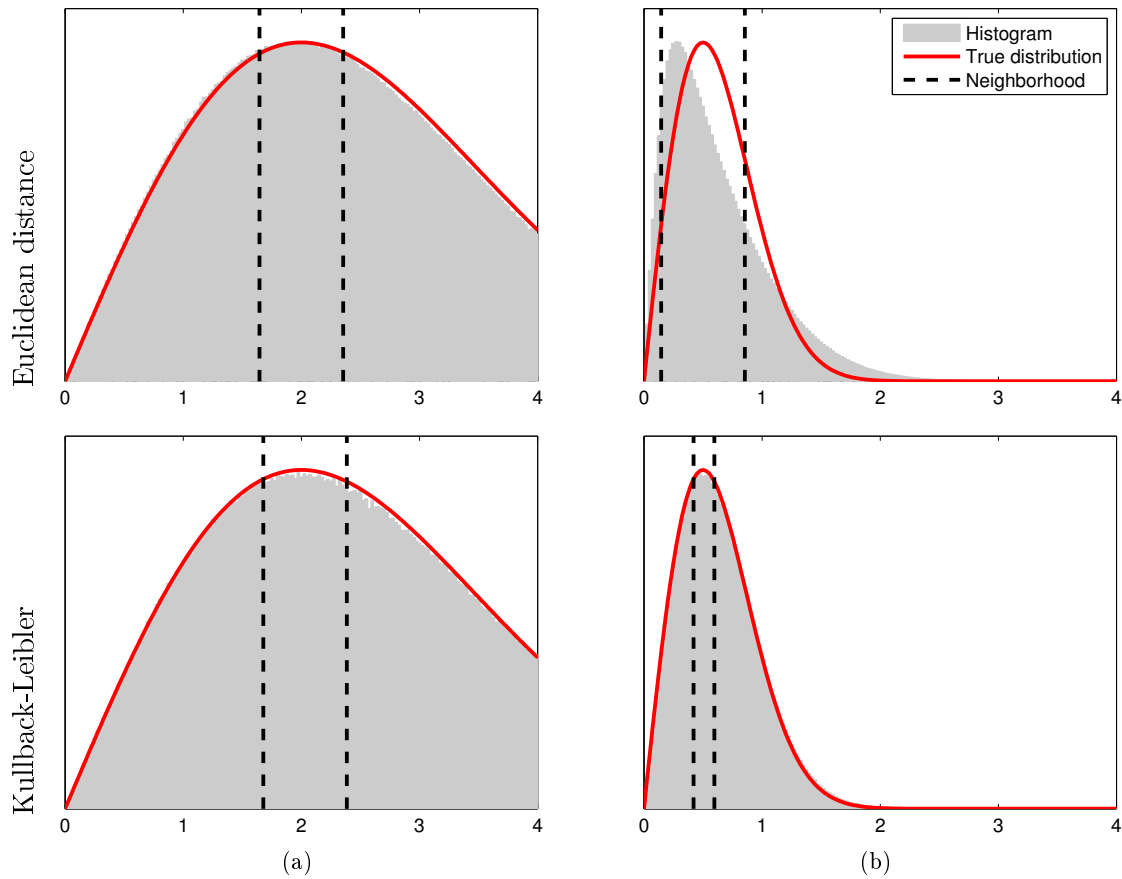 Histogram
True distribution
Neighborhood
Euclidean distance
0 1 2 3 4
0 1 2 3 4
Kullback-Leibler
0 1 2 3 4
0 1 2 3 4
(a)
(b)